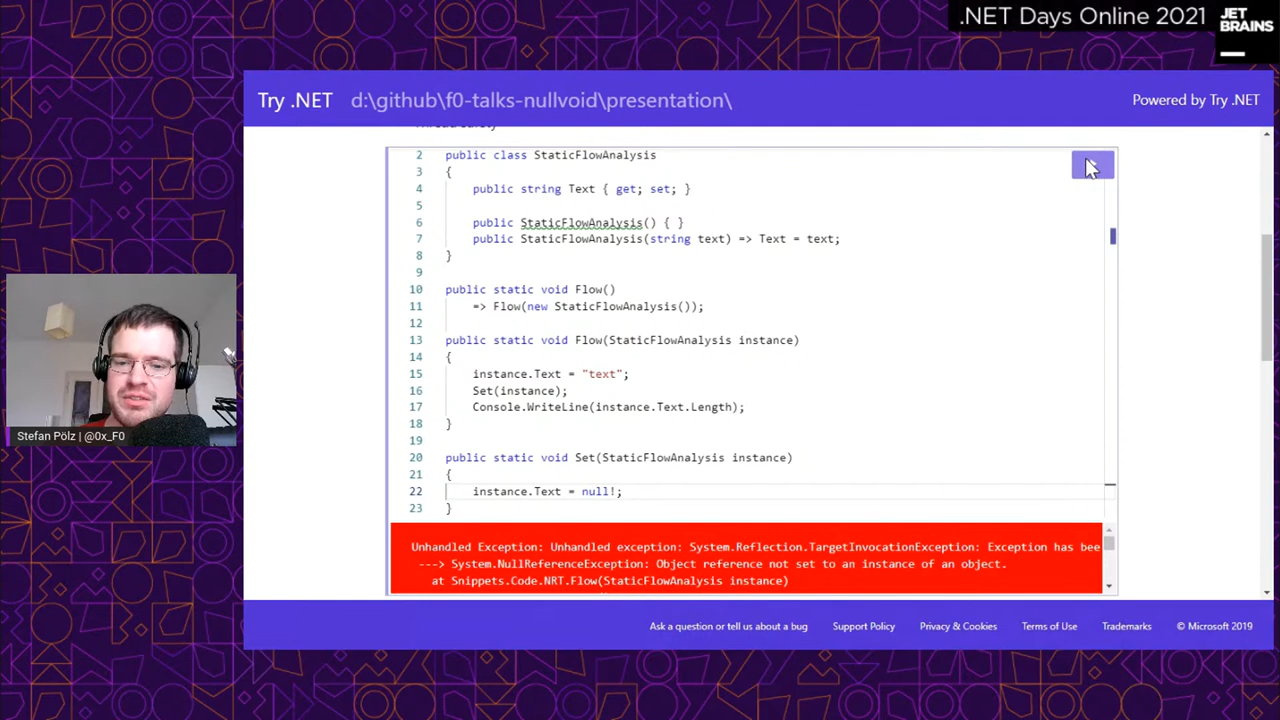 .NET Days Online 2021
JET
BRAINS
Try .NET d:\github\f0-talks-nullvoid\presentation\
Powered by Try .NET
2 public class StaticFlowAnalysis
3 {
4 public string Text { get; set; }
5
6 public StaticFlowAnalysis() { }
7 public StaticFlowAnalysis(string text) => Text = text;
8 }
9
10 public static void Flow()
11 => Flow(new StaticFlowAnalysis());
12
13 public static void Flow(StaticFlowAnalysis instance)
14 {
15 instance.Text = "text";
16 Set(instance);
17 Console.WriteLine(instance.Text.Length);
18 }
19
20 public static void Set(StaticFlowAnalysis instance)
21 {
22 instance.Text = null!;
23 }
Unhandled Exception: Unhandled exception: System.Reflection.TargetInvocationException: Exception has bee
---> System.NullReferenceException: Object reference not set to an instance of an object.
at Snippets.Code.NRT.Flow(StaticFlowAnalysis instance)
Stefan Pölz | @0x_F0
Ask a question or tell us about a bug Support Policy Privacy & Cookies Terms of Use Trademarks © Microsoft 2019